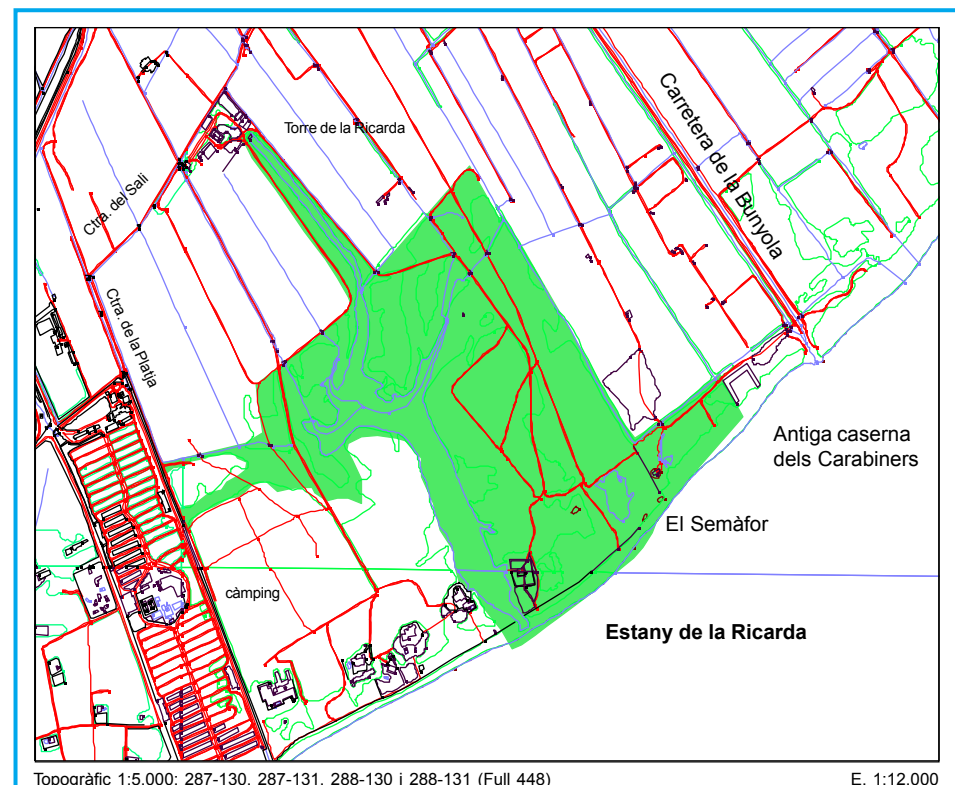 Torre de la Ricarda
Carretera de la Bunyola
Ctra. del Sali
Ctra. de la Platja
Antiga caserna
dels Carabiners
El Semàfor
càmping
Estany de la Ricarda
Topogràfic 1:5.000: 287-130, 287-131, 288-130 i 288-131 (Full 448)
E. 1:12.000